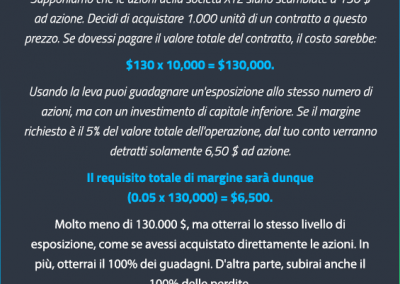 Supponiamo che le azioni della società XYZ siano scambiate a 130 $
ad azione. Decidi di acquistare 1.000 unità di un contratto a questo
prezzo. Se dovessi pagare il valore totale del contratto, il costo sarebbe:
$130 x 10,000 = $130,000.
Usando la leva puoi guadagnare un'esposizione allo stesso numero di
azioni, ma con un investimento di capitale inferiore. Se il margine
richiesto è il 5% del valore totale dell'operazione, dal tuo conto verranno
detratti solamente 6,50 $ ad azione.
Il requisito totale di margine sarà dunque
(0.05 x 130,000) = $6,500.
Molto meno di 130.000 $, ma otterrai lo stesso livello di
esposizione, come se avessi acquistato direttamente le azioni. In
più, otterrai il 100% dei guadagni. D'altra parte, subirai anche il
100% delle perdite